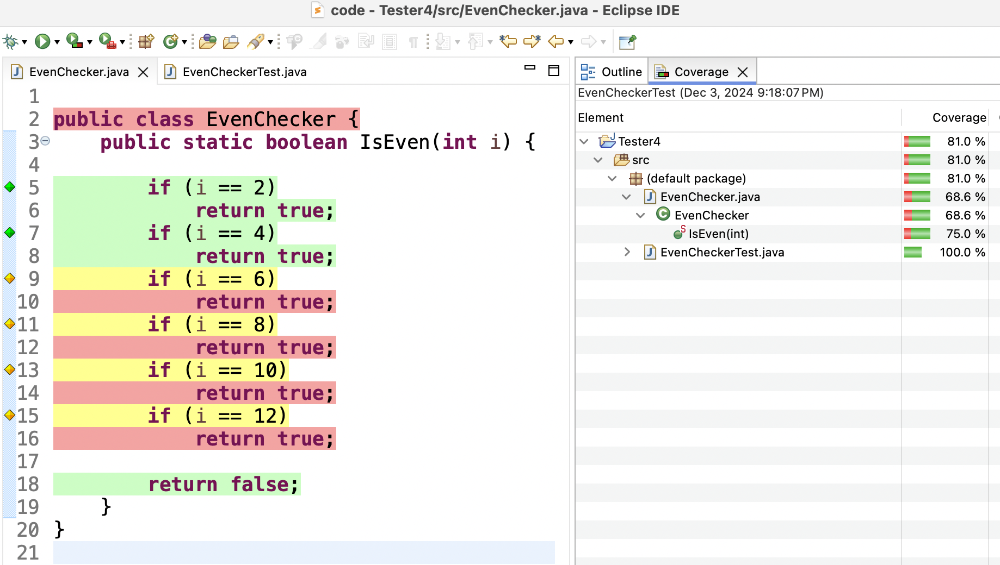 code - Tester4/src/EvenChecker.java - Eclipse IDE
EvenChecker.java
EvenCheckerTest.java
1
2 public class EvenChecker {
3 public static boolean IsEven(int i) {
4
5 if (i == 2)
6 return true;
7 if (i == 4)
8 return true;
9 if (i == 6)
10 return true;
11 if (i == 8)
12 return true;
13 if (i == 10)
14 return true;
15 if (i == 12)
16 return true;
17
18 return false;
19 }
20 }
21
Outline Coverage
EvenCheckerTest (Dec 3, 2024 9:18:07 PM)
Element Coverage
Tester4 81.0 %
src 81.0 %
(default package) 81.0 %
EvenChecker.java 68.6 %
EvenChecker 68.6 %
IsEven(int) 75.0 %
EvenCheckerTest.java 100.0 %